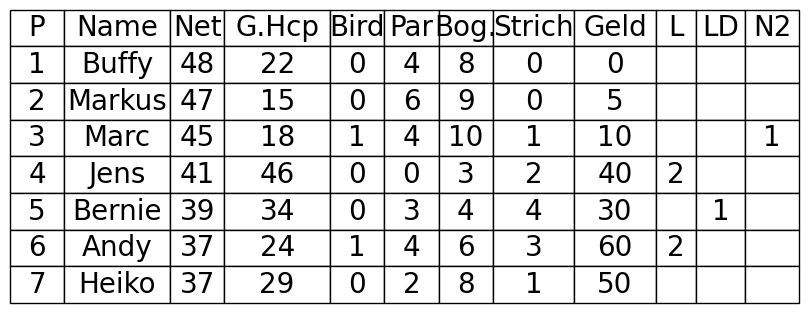 P Name Net G.Hcp Bird Par Bog. Strich Geld L LD N2
1 Buffy 48 22 0 4 8 0 0
2 Markus 47 15 0 6 9 0 5
3 Marc 45 18 1 4 10 1 10 1
4 Jens 41 46 0 0 3 2 40 2
5 Bernie 39 34 0 3 4 4 30 1
6 Andy 37 24 1 4 6 3 60 2
7 Heiko 37 29 0 2 8 1 50